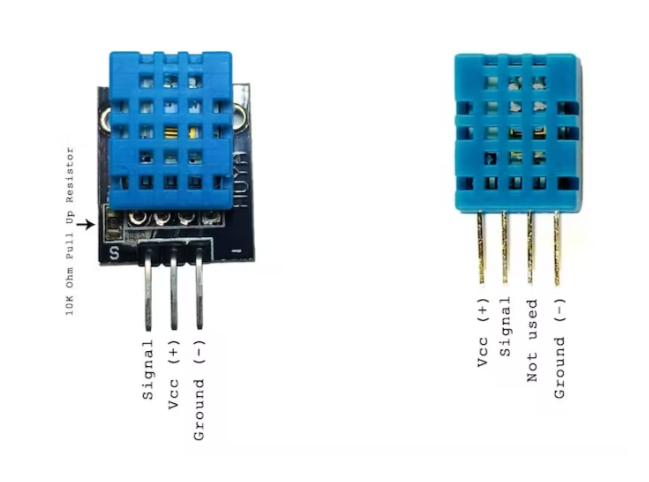 10K Ohm Pull Up Resistor
HUYA
S
-
Signal
Vcc (+)
Ground (-)
Vcc (+)
Signal
Not used
Ground (-)